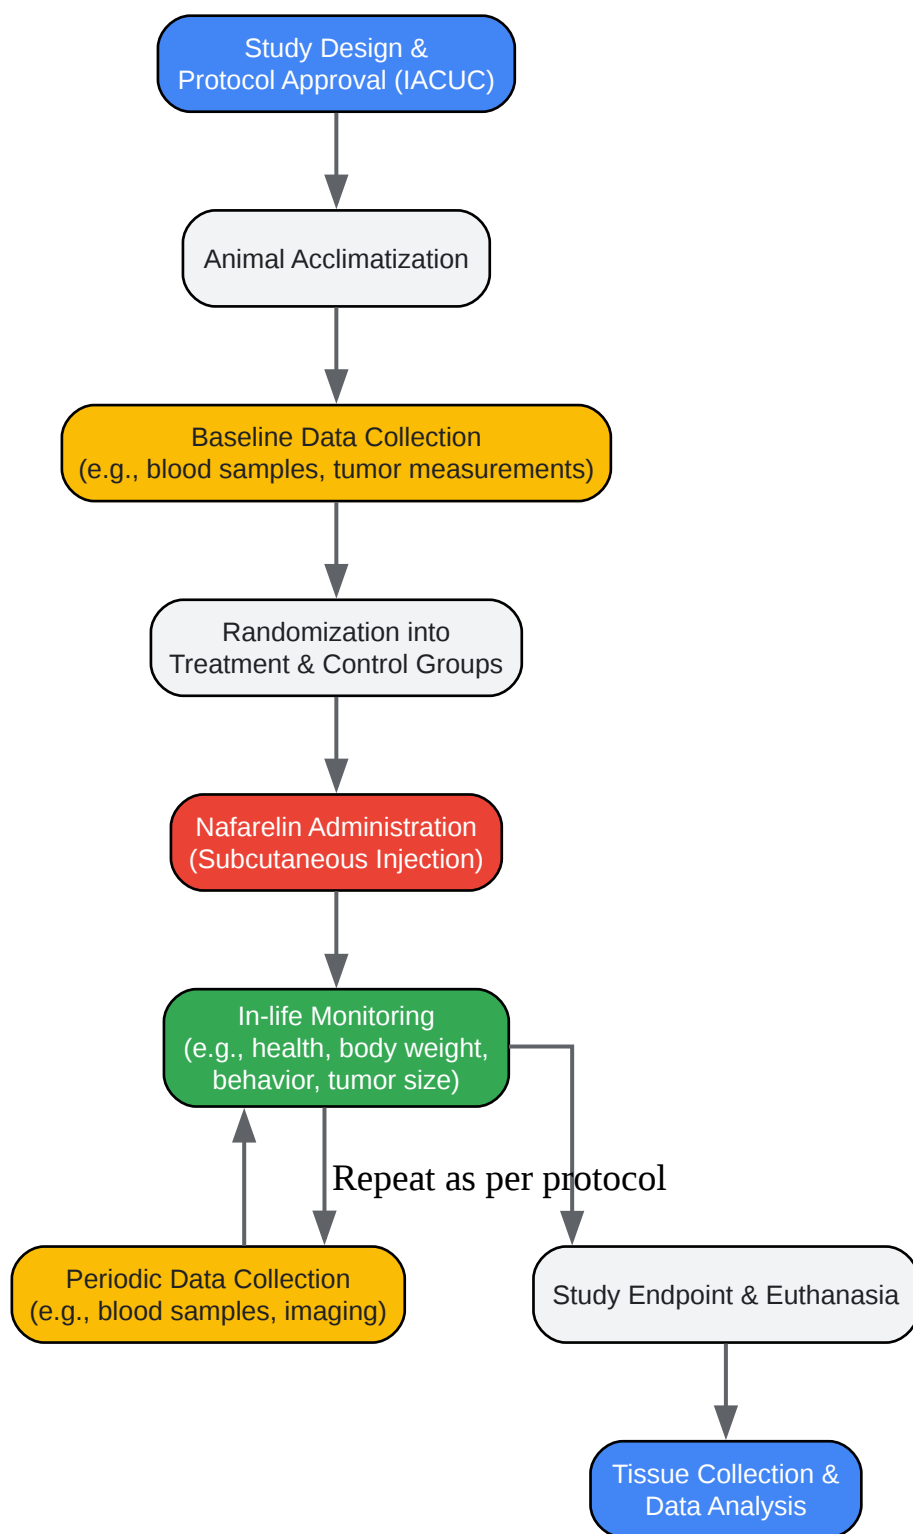 Study Design &
Protocol Approval (IACUC)
Animal Acclimatization
Baseline Data Collection
(e.g., blood samples, tumor measurements)
Randomization into
Treatment & Control Groups
Nafarelin Administration
(Subcutaneous Injection)
In-life Monitoring
(e.g., health, body weight,
behavior, tumor size)
Repeat as per protocol
Periodic Data Collection
(e.g., blood samples, imaging)
Study Endpoint & Euthanasia
Tissue Collection &
Data Analysis